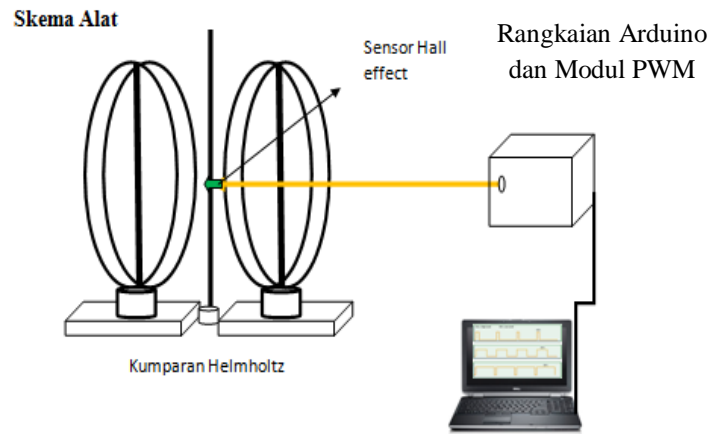 Skema Alat
Sensor Hall
effect
Rangkaian Arduino
dan Modul PWM
Kumparan Helmholtz